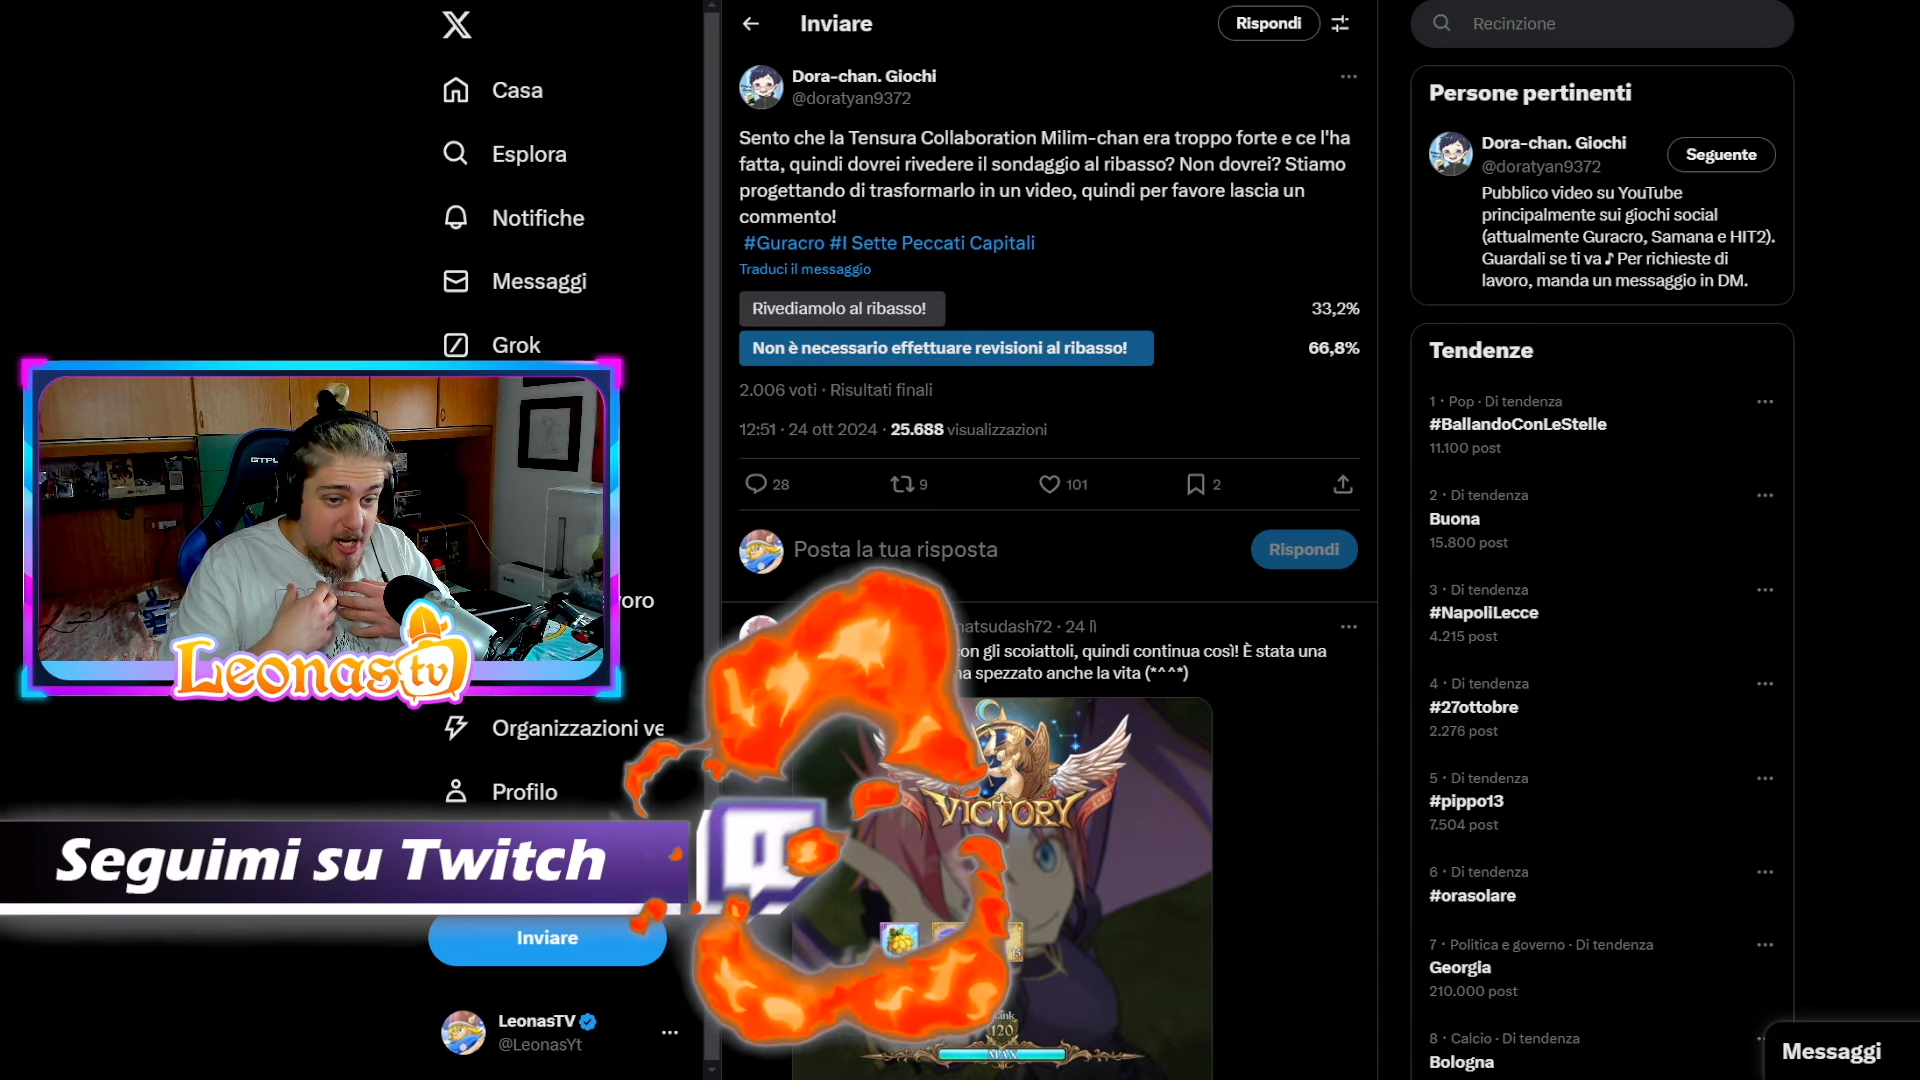 Casa
Esplora
Notifiche
Messaggi
Grok
Organizzazioni ve
Profilo
Inviare
LeonasTV
@LeonasYt
GTPL
Leonas tv
Seguimi su Twitch
Inviare
Rispondi
Dora-chan. Giochi
@doratyan9372
Sento che la Tensura Collaboration Milim-chan era troppo forte e ce l'ha
fatta, quindi dovrei rivedere il sondaggio al ribasso? Non dovrei? Stiamo
progettando di trasformarlo in un video, quindi per favore lascia un
commento!
#Guracro #I Sette Peccati Capitali
Traduci il messaggio
Rivediamolo al ribasso! 33,2%
Non è necessario effettuare revisioni al ribasso! 66,8%
2.006 voti · Risultati finali
12:51 · 24 ott 2024 · 25.688 visualizzazioni
28 9 101 2
Posta la tua risposta Rispondi
natsudash72 · 24
con gli scoiattoli, quindi continua così! È stata una
spezzato anche la vita (*^^*)
VICTORY
120
MAX
Recinzione
Persone pertinenti
Dora-chan. Giochi
@doratyan9372
Seguente
Pubblico video su YouTube
principalmente sui giochi social
(attualmente Guracro, Samana e HIT2).
Guardali se ti va♪ Per richieste di
lavoro, manda un messaggio in DM.
Tendenze
1 · Pop · Di tendenza
#BallandoConLeStelle
11.100 post
2 · Di tendenza
Buona
15.800 post
3 · Di tendenza
#NapoliLecce
4.215 post
4 · Di tendenza
#27ottobre
2.276 post
5 · Di tendenza
#pippo13
7.504 post
6 · Di tendenza
#orasolare
7 · Politica e governo · Di tendenza
Georgia
210.000 post
8 · Calcio · Di tendenza
Bologna
Messaggi